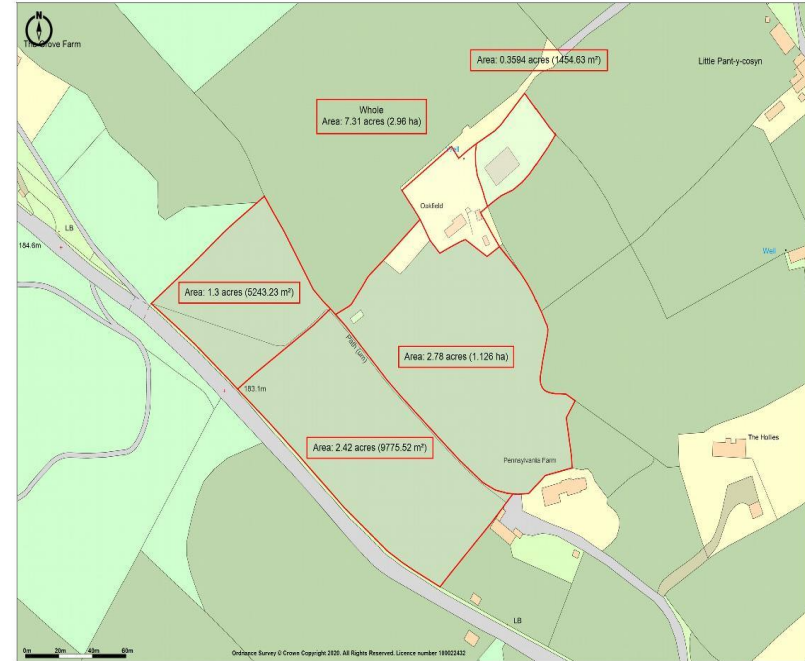 N
The Grove Farm
Area: 0.3594 acres (1454.63 m²)
Little Pant-y-cosyn
Whole
Area: 7.31 acres (2.96 ha)
Oakfield
LB
184.6m
Well
Area: 1.3 acres (5243.23 m²)
Path (um)
Area: 2.78 acres (1.126 ha)
183.1m
The Hollies
Area: 2.42 acres (9775.52 m²)
Pennsylvania Farm
LB
0m 20m 40m 60m
Ordnance Survey © Crown Copyright 2020. All Rights Reserved. Licence number 100022432